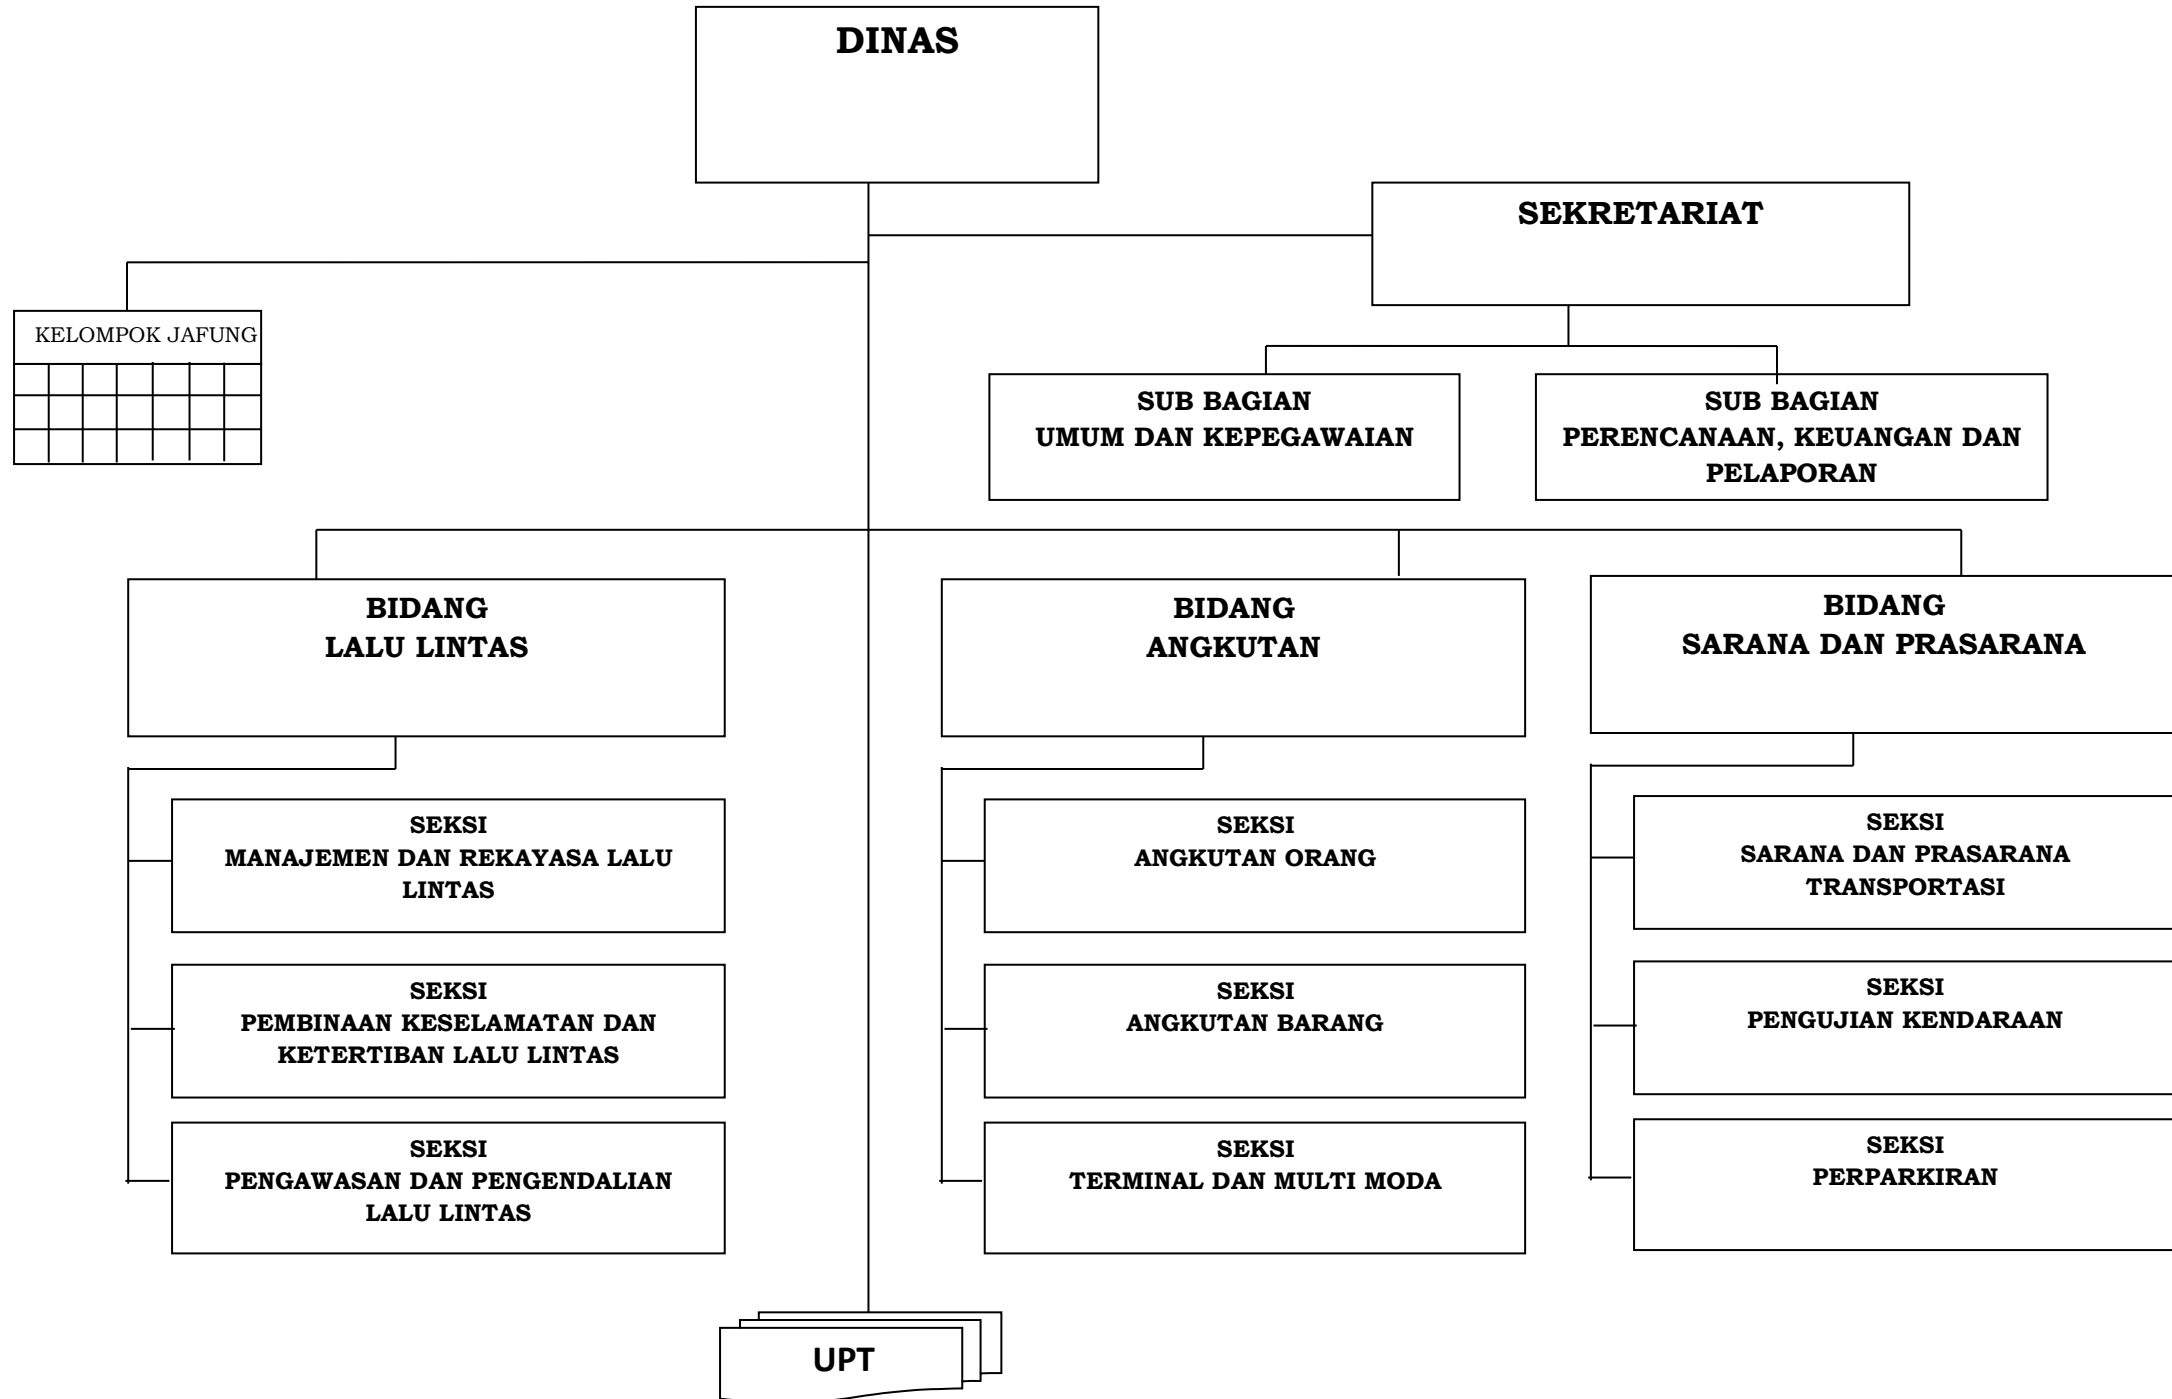 DINAS
SEKRETARIAT
KELOMPOK JAFUNG
SUB BAGIAN
UMUM DAN KEPEGAWAIAN
SUB BAGIAN
PERENCANAAN, KEUANGAN DAN
PELAPORAN
BIDANG
LALU LINTAS
BIDANG
ANGKUTAN
BIDANG
SARANA DAN PRASARANA
SEKSI
MANAJEMEN DAN REKAYASA LALU
LINTAS
SEKSI
PEMBINAAN KESELAMATAN DAN
KETERTIBAN LALU LINTAS
SEKSI
PENGAWASAN DAN PENGENDALIAN
LALU LINTAS
SEKSI
ANGKUTAN ORANG
SEKSI
ANGKUTAN BARANG
SEKSI
TERMINAL DAN MULTI MODA
SEKSI
SARANA DAN PRASARANA
TRANSPORTASI
SEKSI
PENGUJIAN KENDARAAN
SEKSI
PERPARKIRAN
UPT